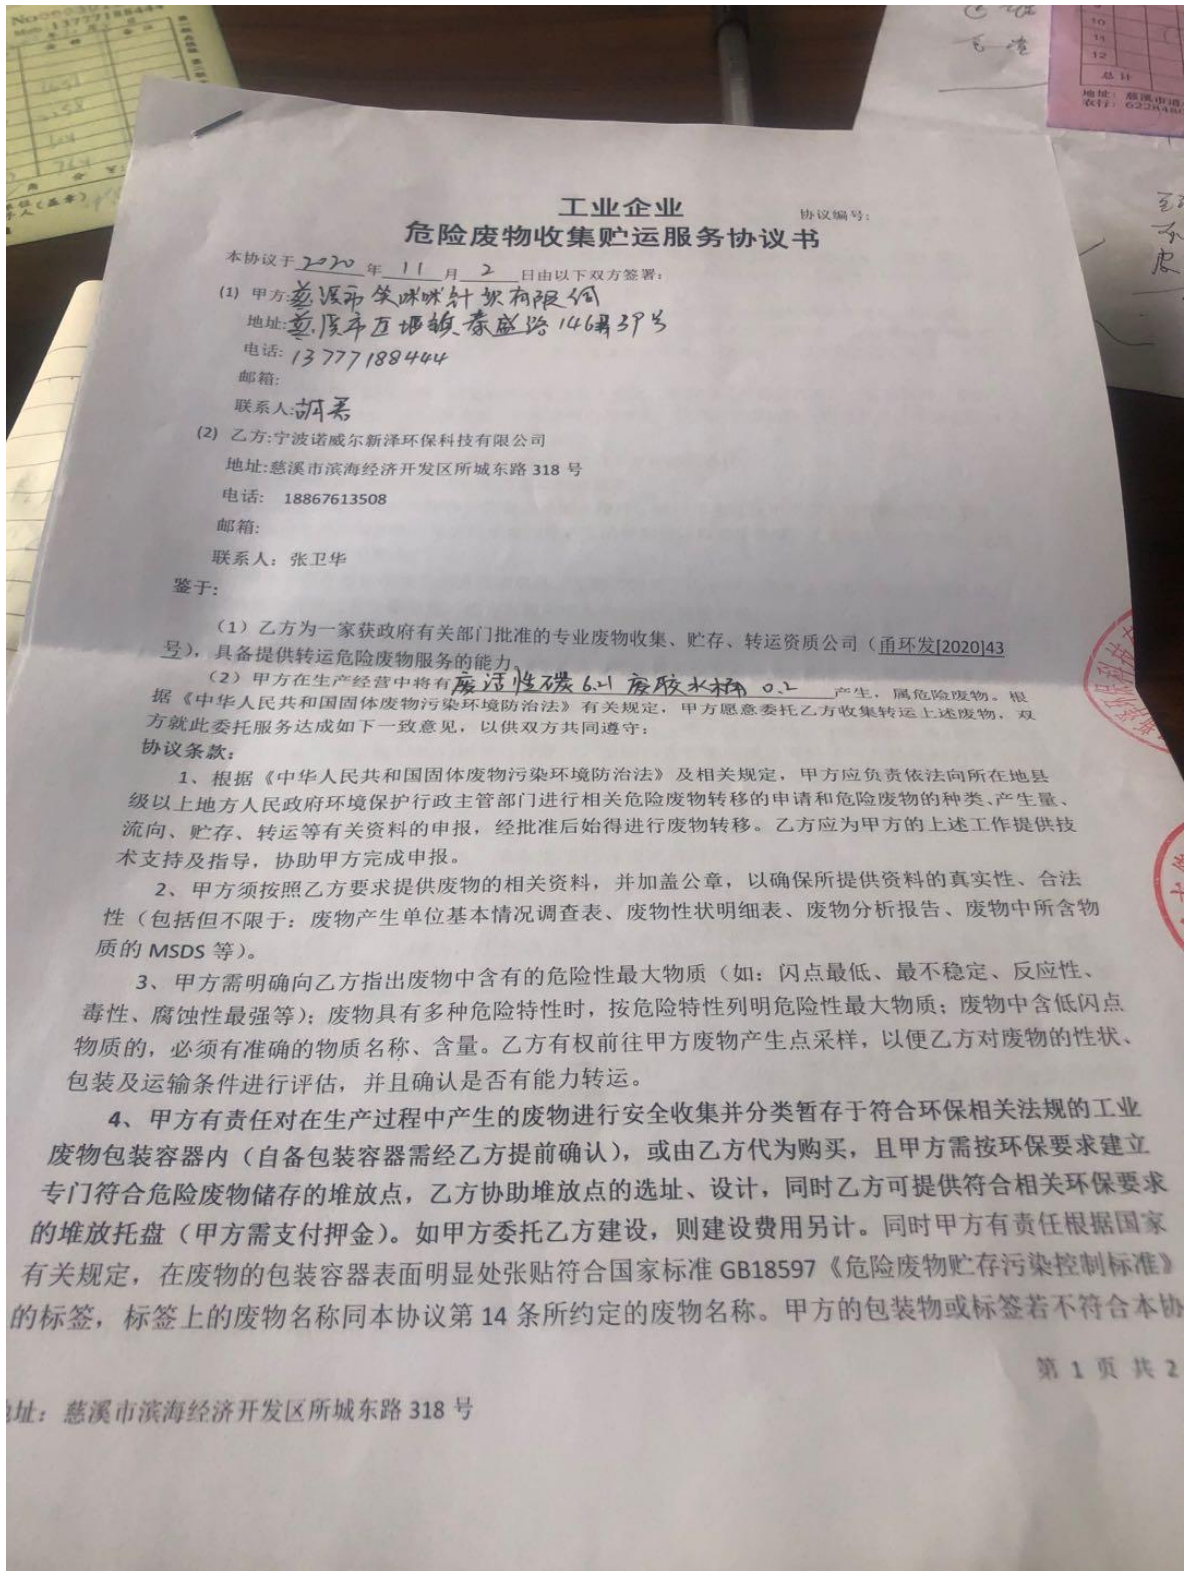 No
13777188444
金额
备注
10
11
12
总计
地址：慈溪市道
农行：622848
工业企业
协议编号：
危险废物收集贮运服务协议书
本协议于 2020 年 11 月 2 日由以下双方签署：
(1) 甲方:慈溪市笑咪咪针织有限公司
地址:慈溪市匡堰镇泰盛路146弄39号
电话: 13777188444
邮箱:
联系人:胡
(2) 乙方:宁波诺威尔新泽环保科技有限公司
地址:慈溪市滨海经济开发区所城东路 318 号
电话: 18867613508
邮箱:
联系人：张卫华
鉴于：
（1）乙方为一家获政府有关部门批准的专业废物收集、贮存、转运资质公司（甬环发[2020]43
号），具备提供转运危险废物服务的能力。
（2）甲方在生产经营中将有 废活性碳 6.21 废胶水桶 0.2 产生，属危险废物。根
据《中华人民共和国固体废物污染环境防治法》有关规定，甲方愿意委托乙方收集转运上述废物，双
方就此委托服务达成如下一致意见，以供双方共同遵守：
协议条款：
1、根据《中华人民共和国固体废物污染环境防治法》及相关规定，甲方应负责依法向所在地县
级以上地方人民政府环境保护行政主管部门进行相关危险废物转移的申请和危险废物的种类、产生量、
流向、贮存、转运等有关资料的申报，经批准后始得进行废物转移。乙方应为甲方的上述工作提供技
术支持及指导，协助甲方完成申报。
2、甲方须按照乙方要求提供废物的相关资料，并加盖公章，以确保所提供资料的真实性、合法
性（包括但不限于：废物产生单位基本情况调查表、废物性状明细表、废物分析报告、废物中所含物
质的 MSDS 等）。
3、甲方需明确向乙方指出废物中含有的危险性最大物质（如：闪点最低、最不稳定、反应性、
毒性、腐蚀性最强等）；废物具有多种危险特性时，按危险特性列明危险性最大物质；废物中含低闪点
物质的，必须有准确的物质名称、含量。乙方有权前往甲方废物产生点采样，以便乙方对废物的性状、
包装及运输条件进行评估，并且确认是否有能力转运。
4、甲方有责任对在生产过程中产生的废物进行安全收集并分类暂存于符合环保相关法规的工业
废物包装容器内（自备包装容器需经乙方提前确认），或由乙方代为购买，且甲方需按环保要求建立
专门符合危险废物储存的堆放点，乙方协助堆放点的选址、设计，同时乙方可提供符合相关环保要求
的堆放托盘（甲方需支付押金）。如甲方委托乙方建设，则建设费用另计。同时甲方有责任根据国家
有关规定，在废物的包装容器表面明显处张贴符合国家标准 GB18597《危险废物贮存污染控制标准》
的标签，标签上的废物名称同本协议第 14 条所约定的废物名称。甲方的包装物或标签若不符合本协
第 1 页 共 2
址：慈溪市滨海经济开发区所城东路 318 号